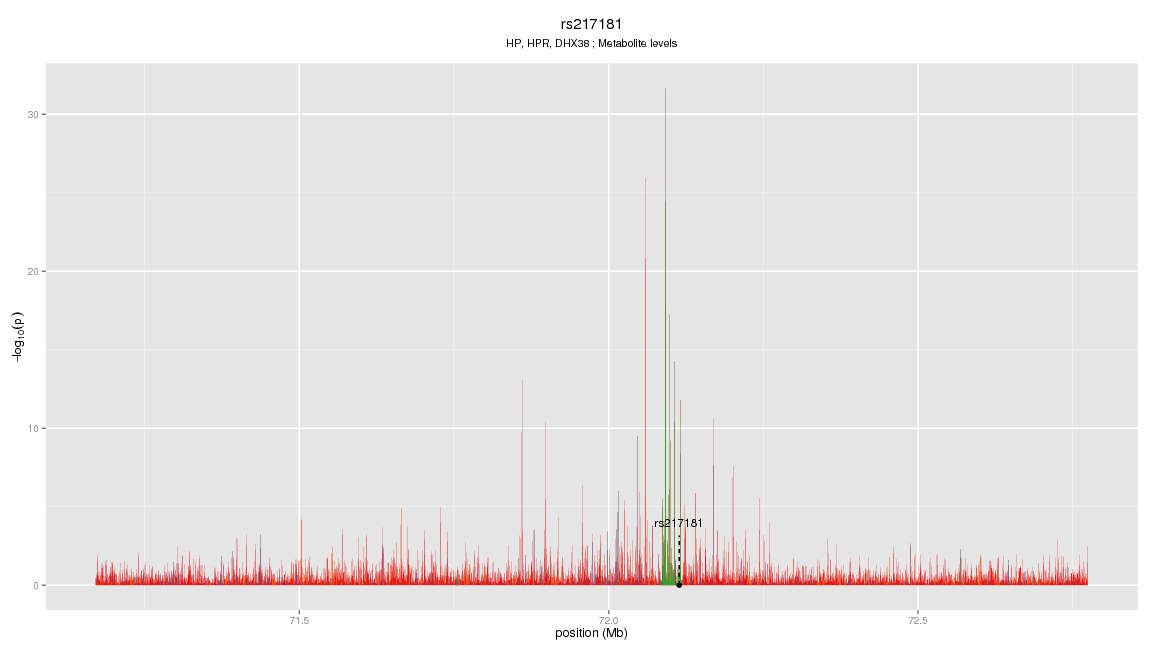 rs217181
HP, HPR, DHX38 ; Metabolite levels
30
20
10
0
−log10(p)
rs217181
71.5 72.0 72.5
position (Mb)